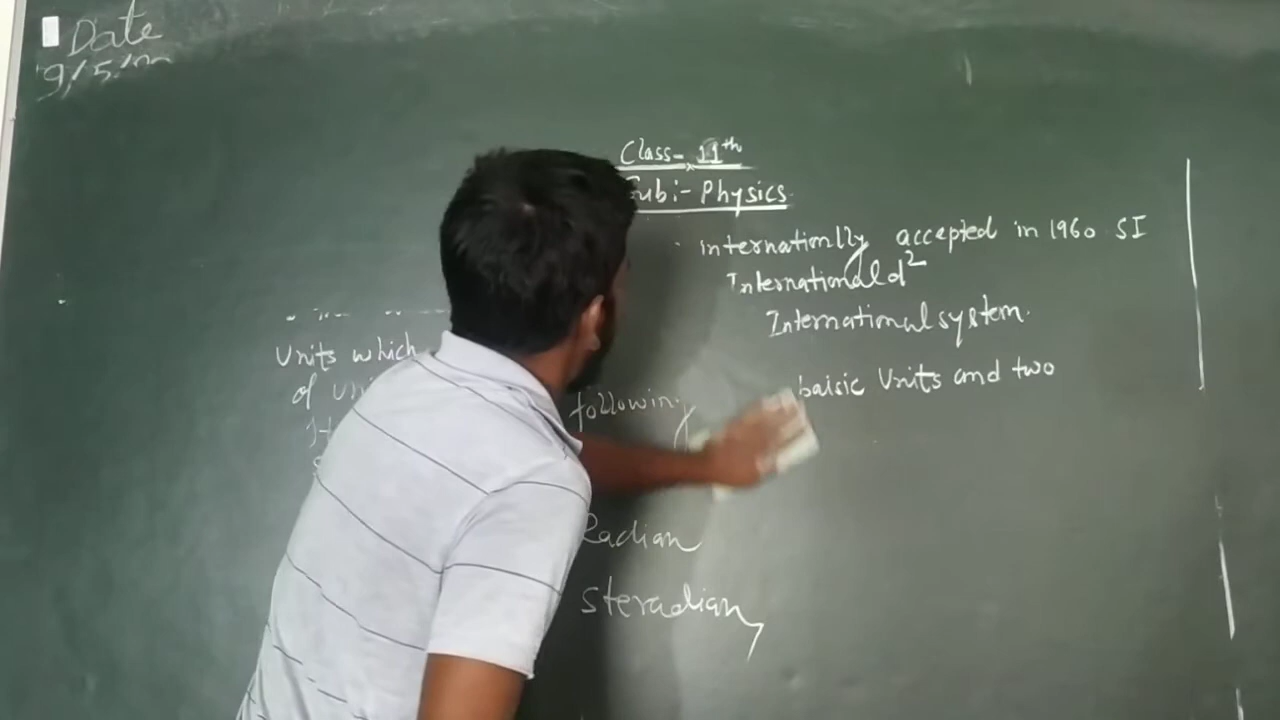 Date
9/5/
Class- 11th
Sub:- Physics
internationlly accepted in 1960 SI
International d²
International system.
Units which
baisic Units and two
of
following
Radian
Steradian